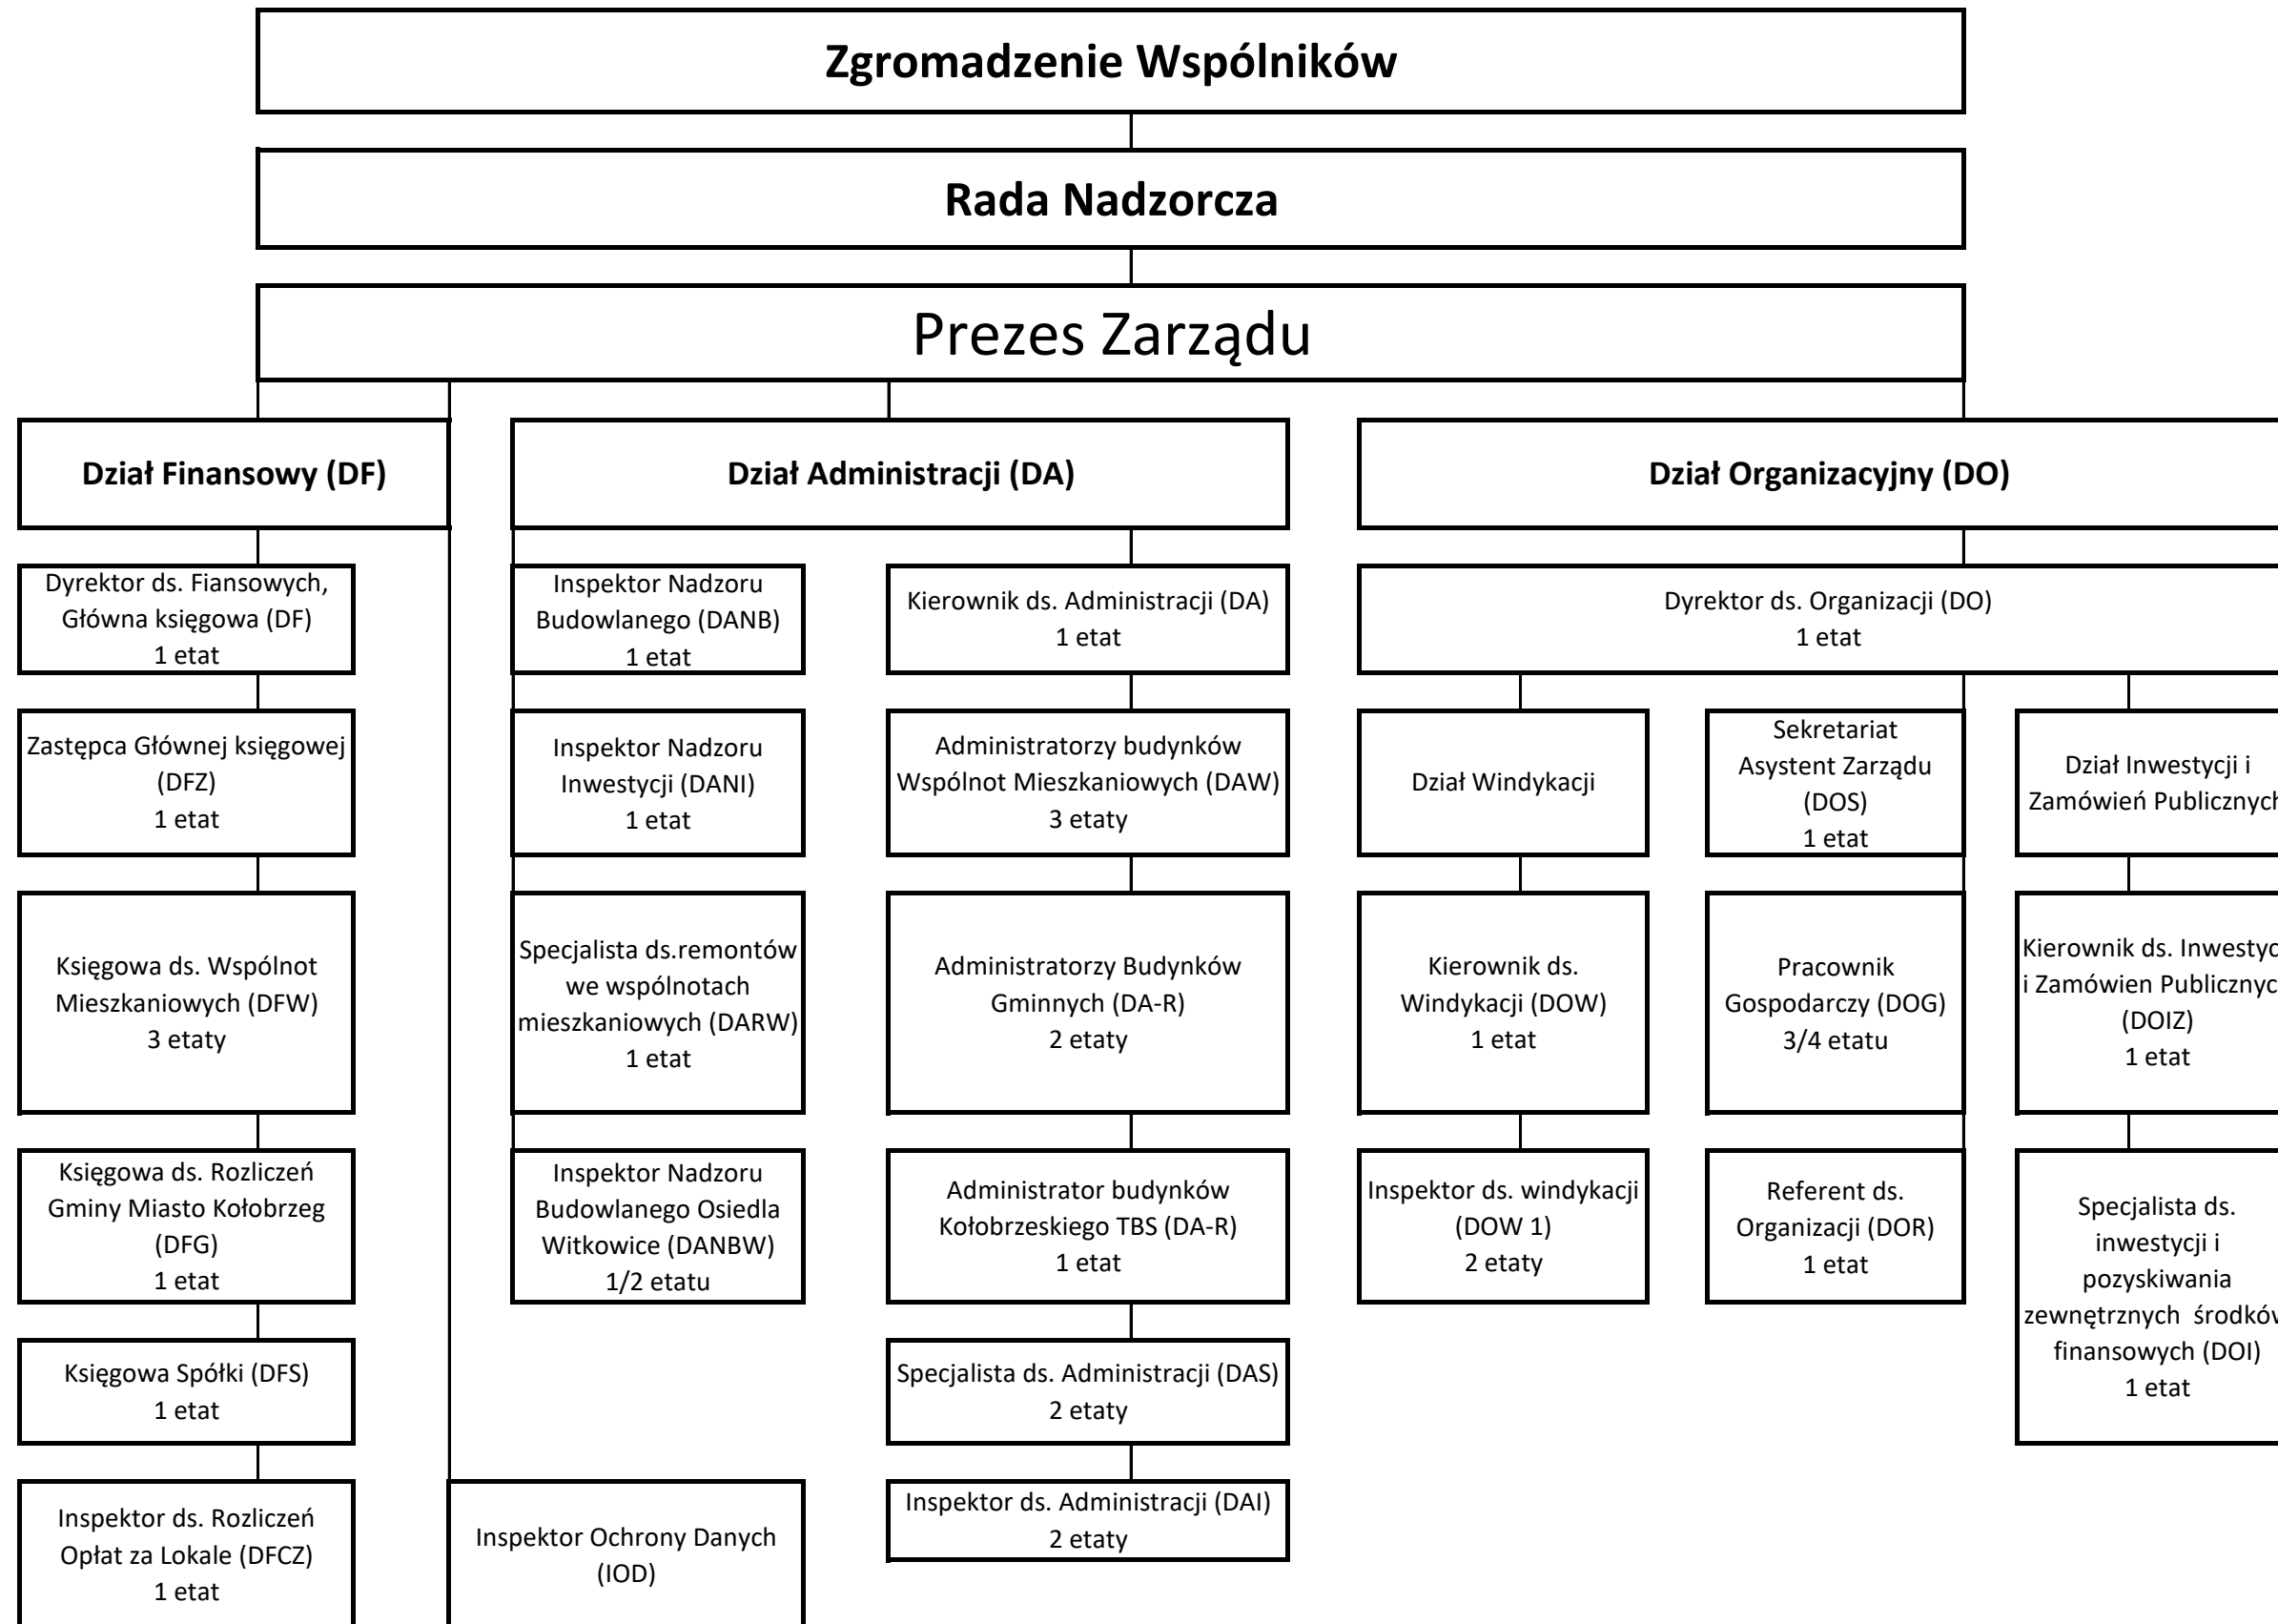 Zgromadzenie Wspólników
Rada Nadzorcza
Prezes Zarządu
Dział Finansowy (DF)
Dyrektor ds. Fiansowych,
Główna księgowa (DF)
1 etat
Zastępca Głównej księgowej
(DFZ)
1 etat
Księgowa ds. Wspólnot
Mieszkaniowych (DFW)
3 etaty
Księgowa ds. Rozliczeń
Gminy Miasto Kołobrzeg
(DFG)
1 etat
Księgowa Spółki (DFS)
1 etat
Inspektor ds. Rozliczeń
Opłat za Lokale (DFCZ)
1 etat
Inspektor Ochrony Danych
(IOD)
Dział Administracji (DA)
Inspektor Nadzoru
Budowlanego (DANB)
1 etat
Inspektor Nadzoru
Inwestycji (DANI)
1 etat
Specjalista ds.remontów
we wspólnotach
mieszkaniowych (DARW)
1 etat
Inspektor Nadzoru
Budowlanego Osiedla
Witkowice (DANBW)
1/2 etatu
Kierownik ds. Administracji (DA)
1 etat
Administratorzy budynków
Wspólnot Mieszkaniowych (DAW)
3 etaty
Administratorzy Budynków
Gminnych (DA-R)
2 etaty
Administrator budynków
Kołobrzeskiego TBS (DA-R)
1 etat
Specjalista ds. Administracji (DAS)
2 etaty
Inspektor ds. Administracji (DAI)
2 etaty
Dział Organizacyjny (DO)
Dyrektor ds. Organizacji (DO)
1 etat
Dział Windykacji
Kierownik ds.
Windykacji (DOW)
1 etat
Inspektor ds. windykacji
(DOW 1)
2 etaty
Sekretariat
Asystent Zarządu
(DOS)
1 etat
Pracownik
Gospodarczy (DOG)
3/4 etatu
Referent ds.
Organizacji (DOR)
1 etat
Dział Inwestycji i
Zamówień Publicznych
Kierownik ds. Inwestyc
i Zamówien Publicznyc
(DOIZ)
1 etat
Specjalista ds.
inwestycji i
pozyskiwania
zewnętrznych środków
finansowych (DOI)
1 etat